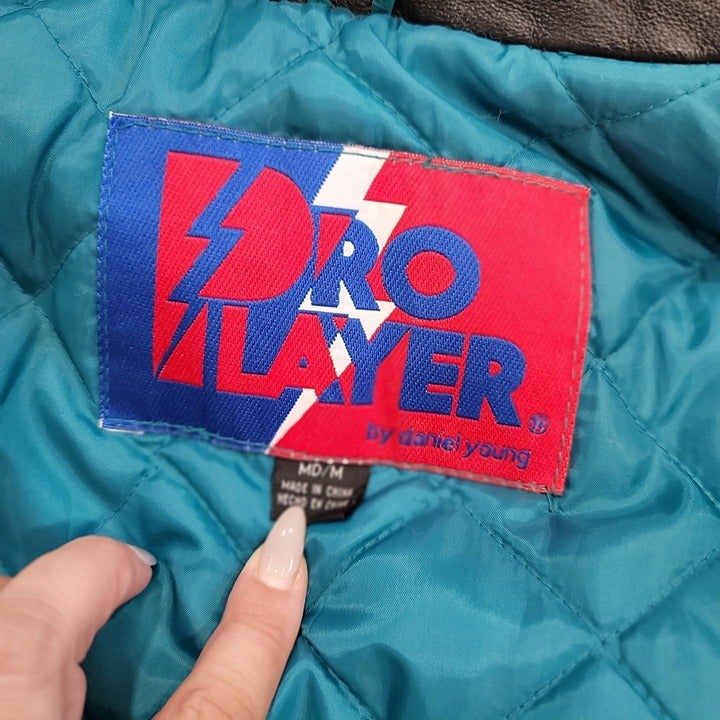 PRO
PLAYER®
By daniel young
MD/M
MADE IN CHINA
HECHO EN CHINA